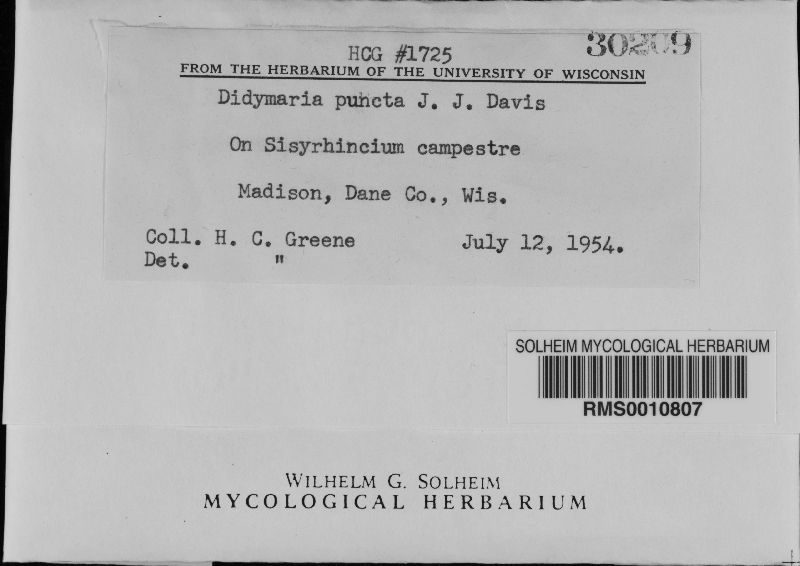 30209
HCG #1725
FROM THE HERBARIUM OF THE UNIVERSITY OF WISCONSIN
Didymaria puncta J. J. Davis
On Sisyrhincium campestre
Madison, Dane Co., Wis.
Coll. H. C. Greene July 12, 1954.
Det. "
SOLHEIM MYCOLOGICAL HERBARIUM
RMS0010807
WILHELM G. SOLHEIM
MYCOLOGICAL HERBARIUM